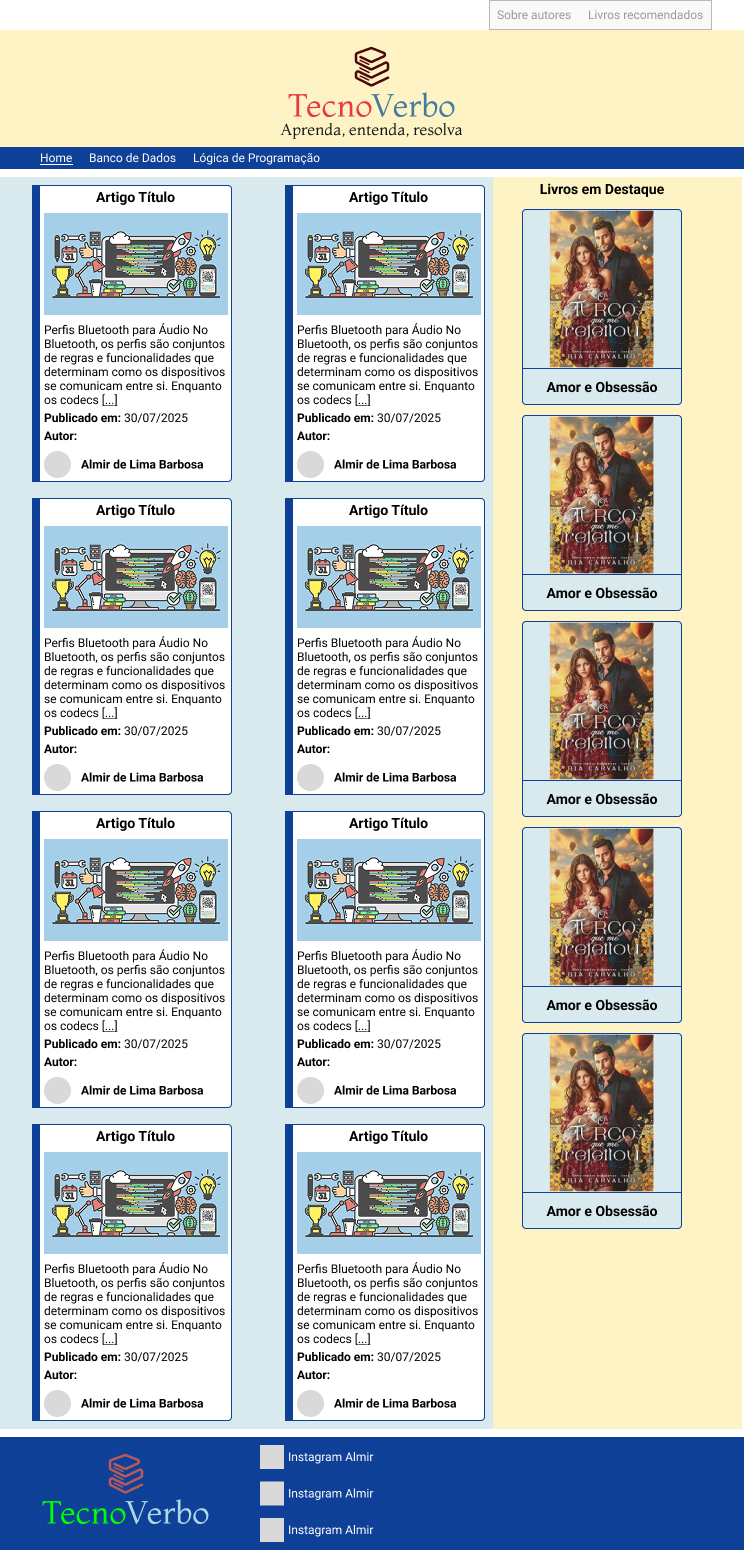 Sobre autores Livros recomendados
TecnoVerbo
Aprenda, entenda, resolva
Home Banco de Dados Lógica de Programação
Artigo Título
Perfis Bluetooth para Áudio No
Bluetooth, os perfis são conjuntos
de regras e funcionalidades que
determinam como os dispositivos
se comunicam entre si. Enquanto
os codecs [...]
Publicado em: 30/07/2025
Autor:
Almir de Lima Barbosa
Artigo Título
Perfis Bluetooth para Áudio No
Bluetooth, os perfis são conjuntos
de regras e funcionalidades que
determinam como os dispositivos
se comunicam entre si. Enquanto
os codecs [...]
Publicado em: 30/07/2025
Autor:
Almir de Lima Barbosa
Artigo Título
Perfis Bluetooth para Áudio No
Bluetooth, os perfis são conjuntos
de regras e funcionalidades que
determinam como os dispositivos
se comunicam entre si. Enquanto
os codecs [...]
Publicado em: 30/07/2025
Autor:
Almir de Lima Barbosa
Artigo Título
Perfis Bluetooth para Áudio No
Bluetooth, os perfis são conjuntos
de regras e funcionalidades que
determinam como os dispositivos
se comunicam entre si. Enquanto
os codecs [...]
Publicado em: 30/07/2025
Autor:
Almir de Lima Barbosa
Artigo Título
Perfis Bluetooth para Áudio No
Bluetooth, os perfis são conjuntos
de regras e funcionalidades que
determinam como os dispositivos
se comunicam entre si. Enquanto
os codecs [...]
Publicado em: 30/07/2025
Autor:
Almir de Lima Barbosa
Artigo Título
Perfis Bluetooth para Áudio No
Bluetooth, os perfis são conjuntos
de regras e funcionalidades que
determinam como os dispositivos
se comunicam entre si. Enquanto
os codecs [...]
Publicado em: 30/07/2025
Autor:
Almir de Lima Barbosa
Artigo Título
Perfis Bluetooth para Áudio No
Bluetooth, os perfis são conjuntos
de regras e funcionalidades que
determinam como os dispositivos
se comunicam entre si. Enquanto
os codecs [...]
Publicado em: 30/07/2025
Autor:
Almir de Lima Barbosa
Artigo Título
Perfis Bluetooth para Áudio No
Bluetooth, os perfis são conjuntos
de regras e funcionalidades que
determinam como os dispositivos
se comunicam entre si. Enquanto
os codecs [...]
Publicado em: 30/07/2025
Autor:
Almir de Lima Barbosa
Livros em Destaque
O
TURCO
que me
rejeitou
BIA CARVALHO
Amor e Obsessão
O
TURCO
que me
rejeitou
BIA CARVALHO
Amor e Obsessão
O
TURCO
que me
rejeitou
BIA CARVALHO
Amor e Obsessão
O
TURCO
que me
rejeitou
BIA CARVALHO
Amor e Obsessão
O
TURCO
que me
rejeitou
BIA CARVALHO
Amor e Obsessão
TecnoVerbo
Instagram Almir
Instagram Almir
Instagram Almir